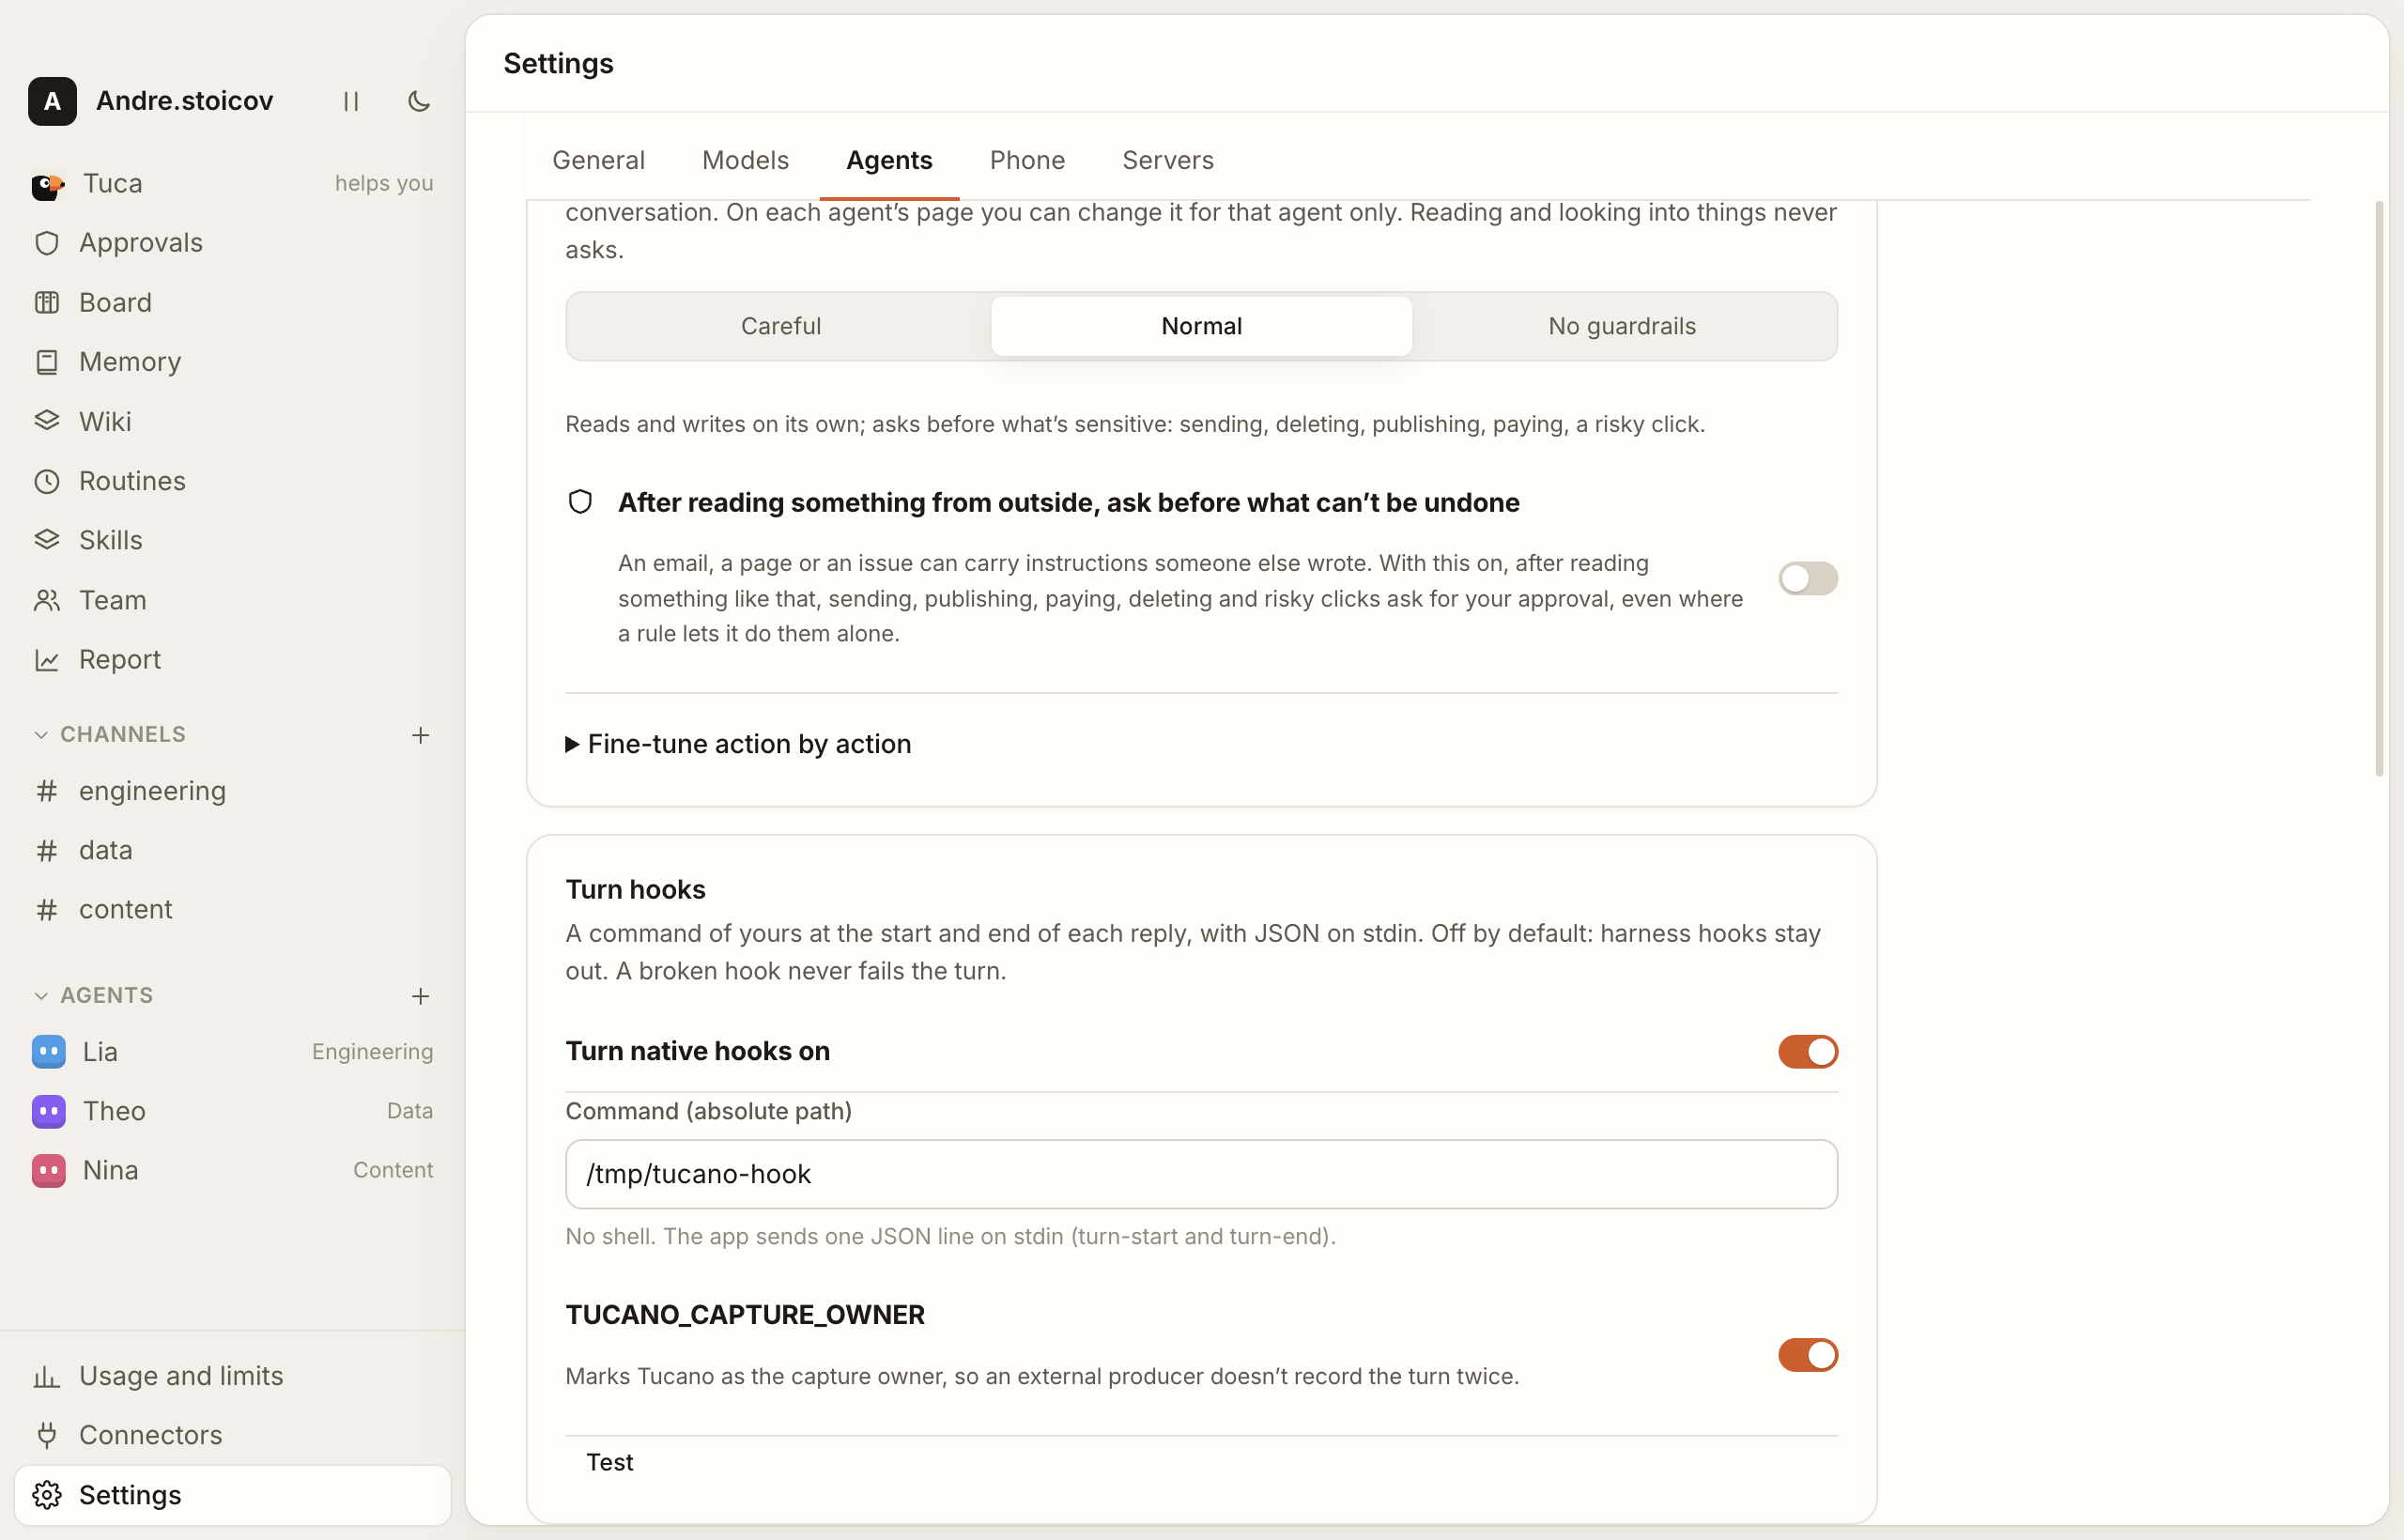 A
Andre.stoicov
Tuca
helps you
Approvals
Board
Memory
Wiki
Routines
Skills
Team
Report
CHANNELS
# engineering
# data
# content
AGENTS
Lia
Engineering
Theo
Data
Nina
Content
Usage and limits
Connectors
Settings
Settings
General
Models
Agents
Phone
Servers
conversation. On each agent’s page you can change it for that agent only. Reading and looking into things never
asks.
Careful
Normal
No guardrails
Reads and writes on its own; asks before what’s sensitive: sending, deleting, publishing, paying, a risky click.
After reading something from outside, ask before what can’t be undone
An email, a page or an issue can carry instructions someone else wrote. With this on, after reading
something like that, sending, publishing, paying, deleting and risky clicks ask for your approval, even where
a rule lets it do them alone.
Fine-tune action by action
Turn hooks
A command of yours at the start and end of each reply, with JSON on stdin. Off by default: harness hooks stay
out. A broken hook never fails the turn.
Turn native hooks on
Command (absolute path)
/tmp/tucano-hook
No shell. The app sends one JSON line on stdin (turn-start and turn-end).
TUCANO_CAPTURE_OWNER
Marks Tucano as the capture owner, so an external producer doesn’t record the turn twice.
Test